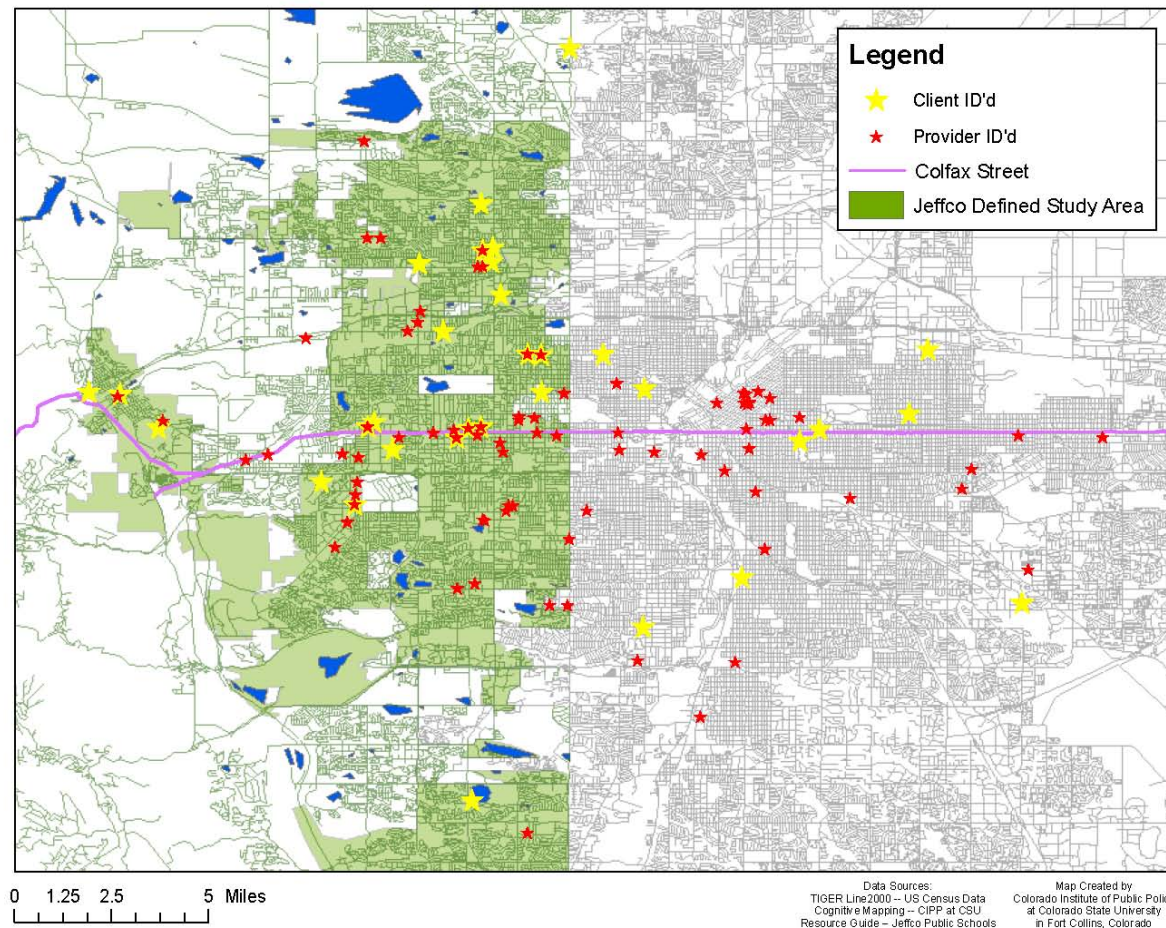 Legend
Client ID'd
Provider ID'd
Colfax Street
Jeffco Defined Study Area
0 1.25 2.5 5 Miles
Data Sources:
TIGER Line2000 -- US Census Data
Cognitive Mapping -- CIPP at CSU
Resource Guide – Jeffco Public Schools
Map Created by
Colorado Institute of Public Polic
at Colorado State University
in Fort Collins, Colorado